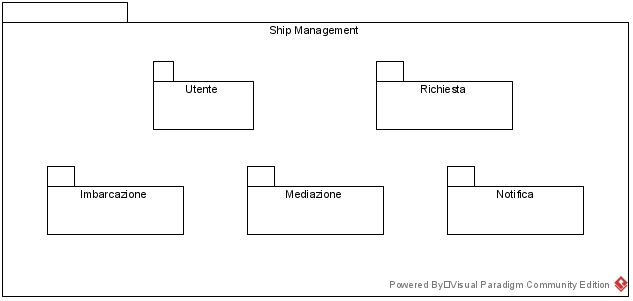 Ship Management
Utente
Richiesta
Imbarcazione
Mediazione
Notifica
Powered By Visual Paradigm Community Edition